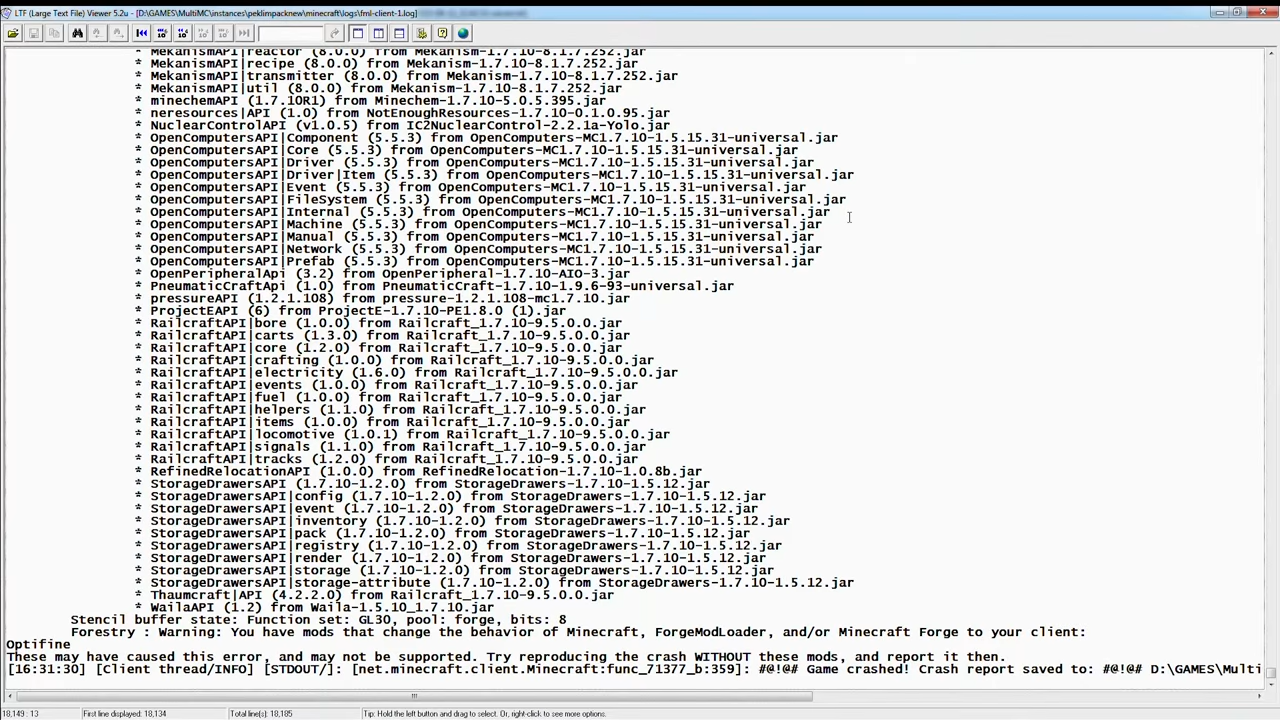 LTF (Large Text File) Viewer 5.2u - [D:\GAMES\MultiMC\instances\peklimpacknew\minecraft\logs\fml-client-1.log]
* MekanismAPI|reactor (8.0.0) from Mekanism-1.7.10-8.1.7.252.jar
* MekanismAPI|recipe (8.0.0) from Mekanism-1.7.10-8.1.7.252.jar
* MekanismAPI|transmitter (8.0.0) from Mekanism-1.7.10-8.1.7.252.jar
* MekanismAPI|util (8.0.0) from Mekanism-1.7.10-8.1.7.252.jar
* minechemAPI (1.7.10R1) from Minechem-1.7.10-5.0.5.395.jar
* neresources|API (1.0) from NotEnoughResources-1.7.10-0.1.0.95.jar
* NuclearControlAPI (v1.0.5) from IC2NuclearControl-2.2.1a-Yolo.jar
* OpenComputersAPI|Component (5.5.3) from OpenComputers-MC1.7.10-1.5.15.31-universal.jar
* OpenComputersAPI|Core (5.5.3) from OpenComputers-MC1.7.10-1.5.15.31-universal.jar
* OpenComputersAPI|Driver (5.5.3) from OpenComputers-MC1.7.10-1.5.15.31-universal.jar
* OpenComputersAPI|Driver|Item (5.5.3) from OpenComputers-MC1.7.10-1.5.15.31-universal.jar
* OpenComputersAPI|Event (5.5.3) from OpenComputers-MC1.7.10-1.5.15.31-universal.jar
* OpenComputersAPI|FileSystem (5.5.3) from OpenComputers-MC1.7.10-1.5.15.31-universal.jar
* OpenComputersAPI|Internal (5.5.3) from OpenComputers-MC1.7.10-1.5.15.31-universal.jar
* OpenComputersAPI|Machine (5.5.3) from OpenComputers-MC1.7.10-1.5.15.31-universal.jar
* OpenComputersAPI|Manual (5.5.3) from OpenComputers-MC1.7.10-1.5.15.31-universal.jar
* OpenComputersAPI|Network (5.5.3) from OpenComputers-MC1.7.10-1.5.15.31-universal.jar
* OpenComputersAPI|Prefab (5.5.3) from OpenComputers-MC1.7.10-1.5.15.31-universal.jar
* OpenPeripheralApi (3.2) from OpenPeripheral-1.7.10-AIO-3.jar
* PneumaticCraftApi (1.0) from PneumaticCraft-1.7.10-1.9.6-93-universal.jar
* pressureAPI (1.2.1.108) from pressure-1.2.1.108-mc1.7.10.jar
* ProjectEAPI (6) from ProjectE-1.7.10-PE1.8.0 (1).jar
* RailcraftAPI|bore (1.0.0) from Railcraft_1.7.10-9.5.0.0.jar
* RailcraftAPI|carts (1.3.0) from Railcraft_1.7.10-9.5.0.0.jar
* RailcraftAPI|core (1.2.0) from Railcraft_1.7.10-9.5.0.0.jar
* RailcraftAPI|crafting (1.0.0) from Railcraft_1.7.10-9.5.0.0.jar
* RailcraftAPI|electricity (1.6.0) from Railcraft_1.7.10-9.5.0.0.jar
* RailcraftAPI|events (1.0.0) from Railcraft_1.7.10-9.5.0.0.jar
* RailcraftAPI|fuel (1.0.0) from Railcraft_1.7.10-9.5.0.0.jar
* RailcraftAPI|helpers (1.1.0) from Railcraft_1.7.10-9.5.0.0.jar
* RailcraftAPI|items (1.0.0) from Railcraft_1.7.10-9.5.0.0.jar
* RailcraftAPI|locomotive (1.0.1) from Railcraft_1.7.10-9.5.0.0.jar
* RailcraftAPI|signals (1.1.0) from Railcraft_1.7.10-9.5.0.0.jar
* RailcraftAPI|tracks (1.2.0) from Railcraft_1.7.10-9.5.0.0.jar
* RefinedRelocationAPI (1.0.0) from RefinedRelocation-1.7.10-1.0.8b.jar
* StorageDrawersAPI (1.7.10-1.2.0) from StorageDrawers-1.7.10-1.5.12.jar
* StorageDrawersAPI|config (1.7.10-1.2.0) from StorageDrawers-1.7.10-1.5.12.jar
* StorageDrawersAPI|event (1.7.10-1.2.0) from StorageDrawers-1.7.10-1.5.12.jar
* StorageDrawersAPI|inventory (1.7.10-1.2.0) from StorageDrawers-1.7.10-1.5.12.jar
* StorageDrawersAPI|pack (1.7.10-1.2.0) from StorageDrawers-1.7.10-1.5.12.jar
* StorageDrawersAPI|registry (1.7.10-1.2.0) from StorageDrawers-1.7.10-1.5.12.jar
* StorageDrawersAPI|render (1.7.10-1.2.0) from StorageDrawers-1.7.10-1.5.12.jar
* StorageDrawersAPI|storage (1.7.10-1.2.0) from StorageDrawers-1.7.10-1.5.12.jar
* StorageDrawersAPI|storage-attribute (1.7.10-1.2.0) from StorageDrawers-1.7.10-1.5.12.jar
* Thaumcraft|API (4.2.2.0) from Railcraft_1.7.10-9.5.0.0.jar
* WailaAPI (1.2) from Waila-1.5.10_1.7.10.jar
Stencil buffer state: Function set: GL30, pool: forge, bits: 8
Forestry : Warning: You have mods that change the behavior of Minecraft, ForgeModLoader, and/or Minecraft Forge to your client:
Optifine
These may have caused this error, and may not be supported. Try reproducing the crash WITHOUT these mods, and report it then.
[16:31:30] [Client thread/INFO] [STDOUT/]: [net.minecraft.client.Minecraft:func_71377_b:359]: #@!@# Game crashed! Crash report saved to: #@!@# D:\GAMES\Multi
18,149 : 13 First line displayed: 18,134 Total line(s): 18,185 Tip: Hold the left button and drag to select. Or, right-click to see more options.